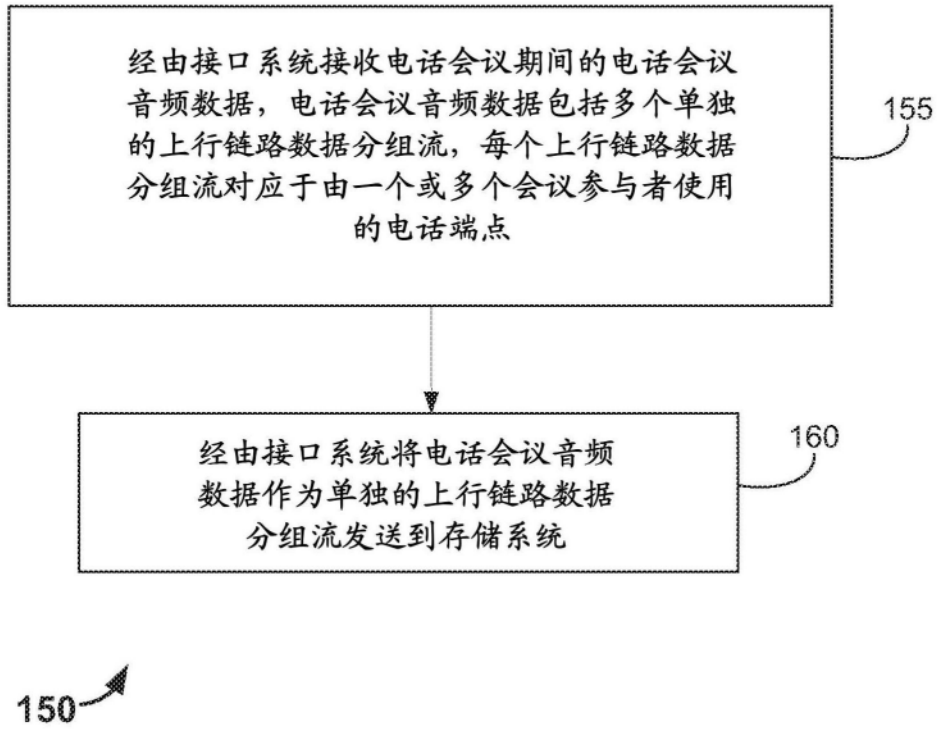 经由接口系统接收电话会议期间的电话会议
音频数据，电话会议音频数据包括多个单独
的上行链路数据分组流，每个上行链路数据
分组流对应于由一个或多个会议参与者使用
的电话端点
155
经由接口系统将电话会议音频
数据作为单独的上行链路数据
分组流发送到存储系统
160
150